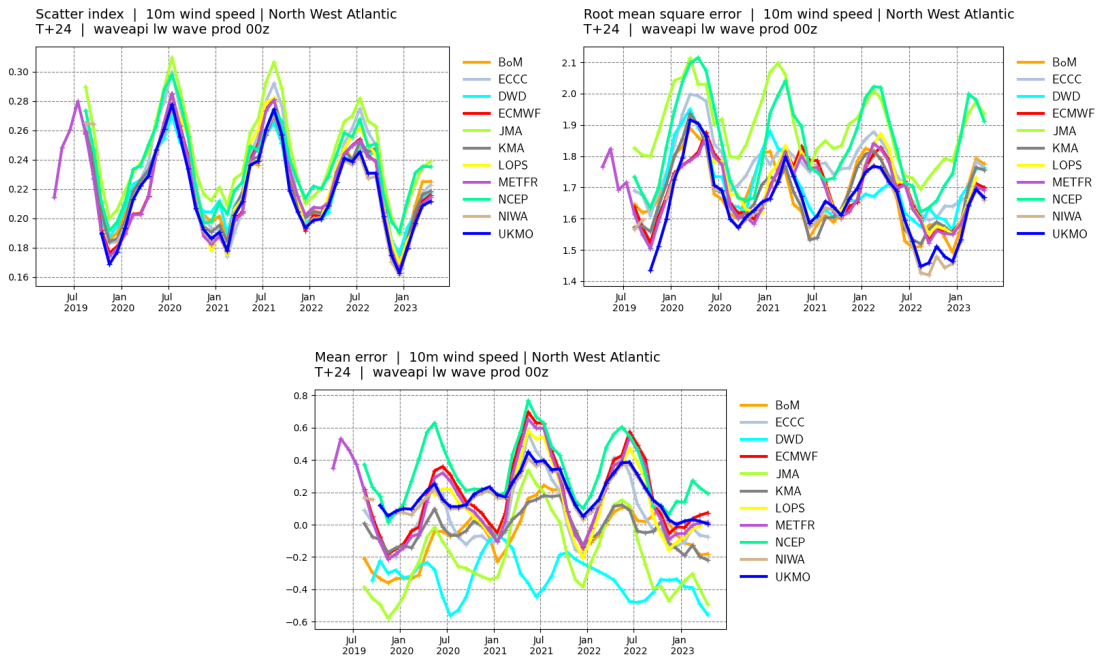 Scatter index | 10m wind speed | North West Atlantic
T+24 | waveapi lw wave prod 00z
0.30
0.28
0.26
0.24
0.22
0.20
0.18
0.16
Jul 2019
Jan 2020
Jul 2020
Jan 2021
Jul 2021
Jan 2022
Jul 2022
Jan 2023
BoM
ECCC
DWD
ECMWF
JMA
KMA
LOPS
METFR
NCEP
NIWA
UKMO
Root mean square error | 10m wind speed | North West Atlantic
T+24 | waveapi lw wave prod 00z
2.1
2.0
1.9
1.8
1.7
1.6
1.5
1.4
Jul 2019
Jan 2020
Jul 2020
Jan 2021
Jul 2021
Jan 2022
Jul 2022
Jan 2023
BoM
ECCC
DWD
ECMWF
JMA
KMA
LOPS
METFR
NCEP
NIWA
UKMO
Mean error | 10m wind speed | North West Atlantic
T+24 | waveapi lw wave prod 00z
0.8
0.6
0.4
0.2
0.0
−0.2
−0.4
−0.6
Jul 2019
Jan 2020
Jul 2020
Jan 2021
Jul 2021
Jan 2022
Jul 2022
Jan 2023
BoM
ECCC
DWD
ECMWF
JMA
KMA
LOPS
METFR
NCEP
NIWA
UKMO